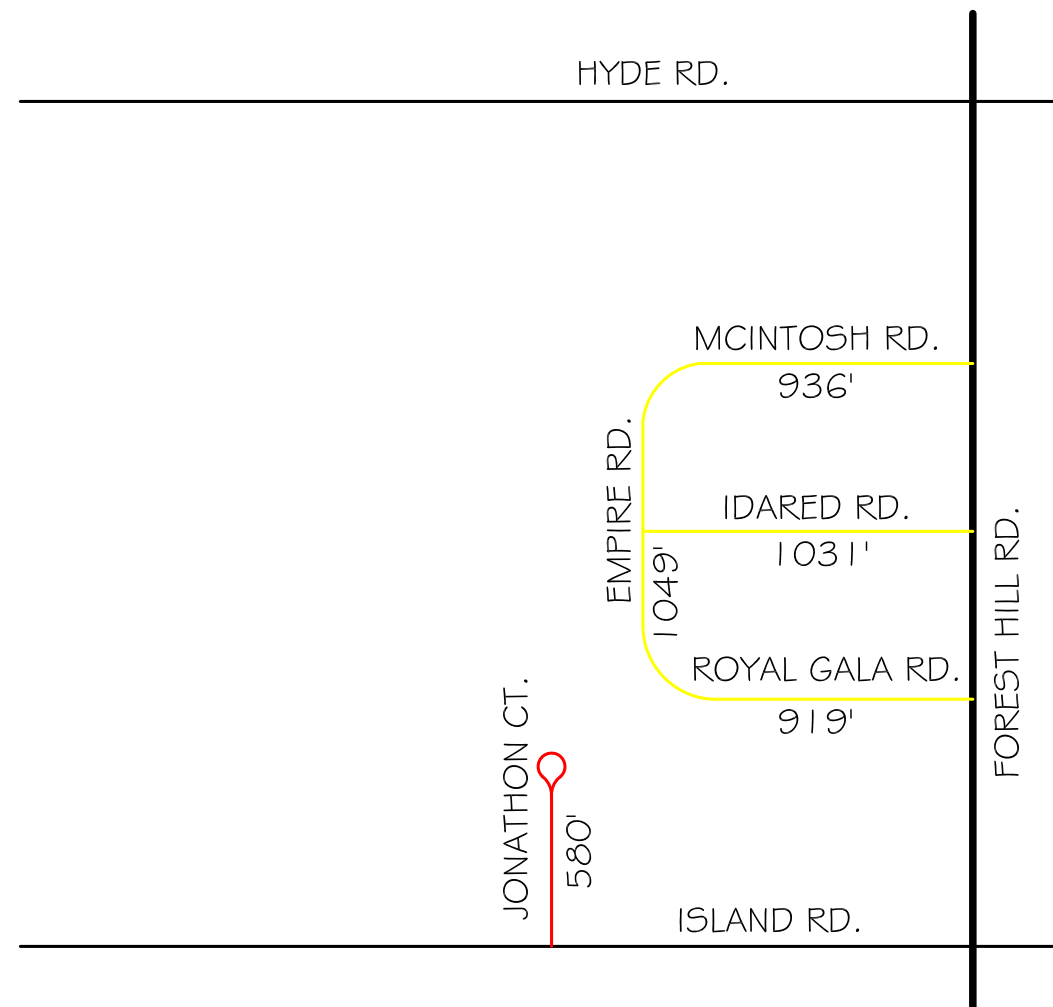 HYDE RD.
MCINTOSH RD.
936'
EMPIRE RD.
1049'
IDARED RD.
1031'
FOREST HILL RD.
ROYAL GALA RD.
919'
JONATHON CT.
580'
ISLAND RD.